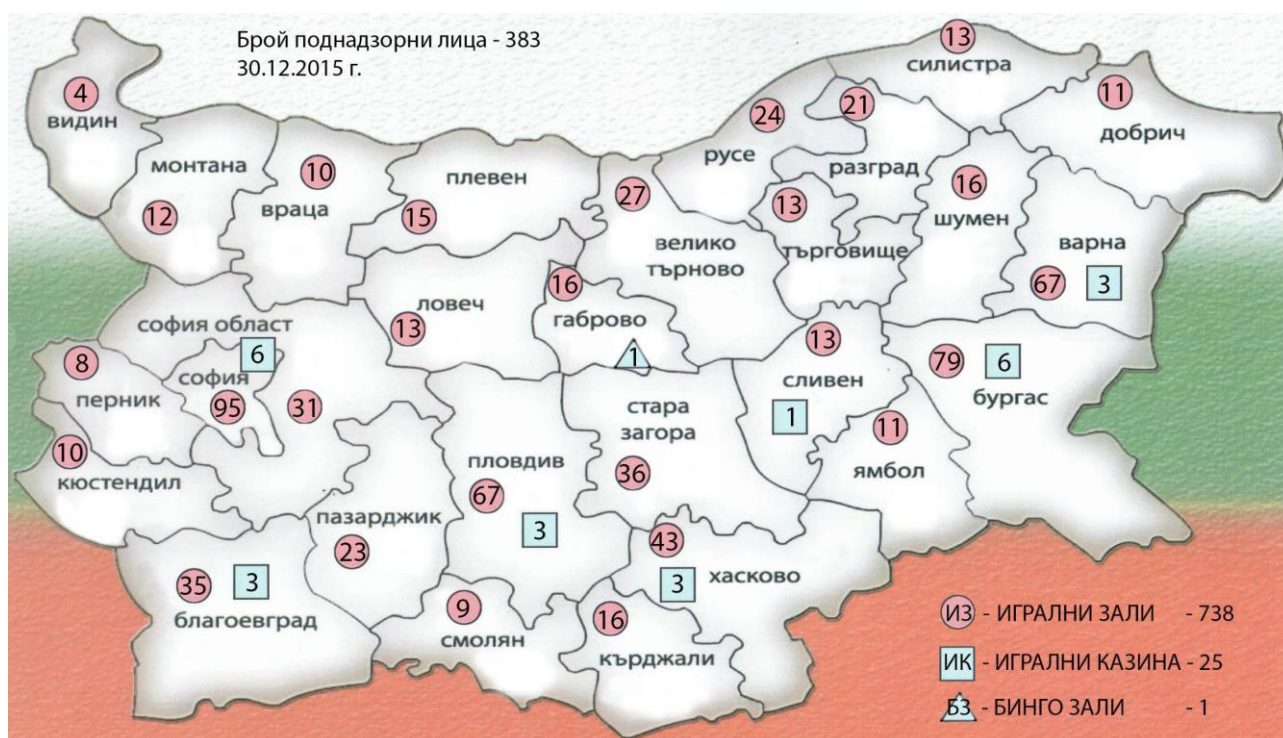 Брой поднадзорни лица - 383
30.12.2015 г.
13
силистра
4
видин
11
добрич
24
русе
21
разград
монтана
12
10
враца
плевен
15
27
велико
търново
13
търговище
16
шумен
варна
67
3
ловеч
13
16
габрово
1
софия област
6
софия
95
31
8
перник
10
кюстендил
13
сливен
1
79
6
бургас
стара
загора
36
11
ямбол
пловдив
67
3
пазарджик
23
43
3
хасково
35
3
благоевград
9
смолян
16
кърджали
ИЗ - ИГРАЛНИ ЗАЛИ - 738
ИК - ИГРАЛНИ КАЗИНА - 25
БЗ - БИНГО ЗАЛИ - 1